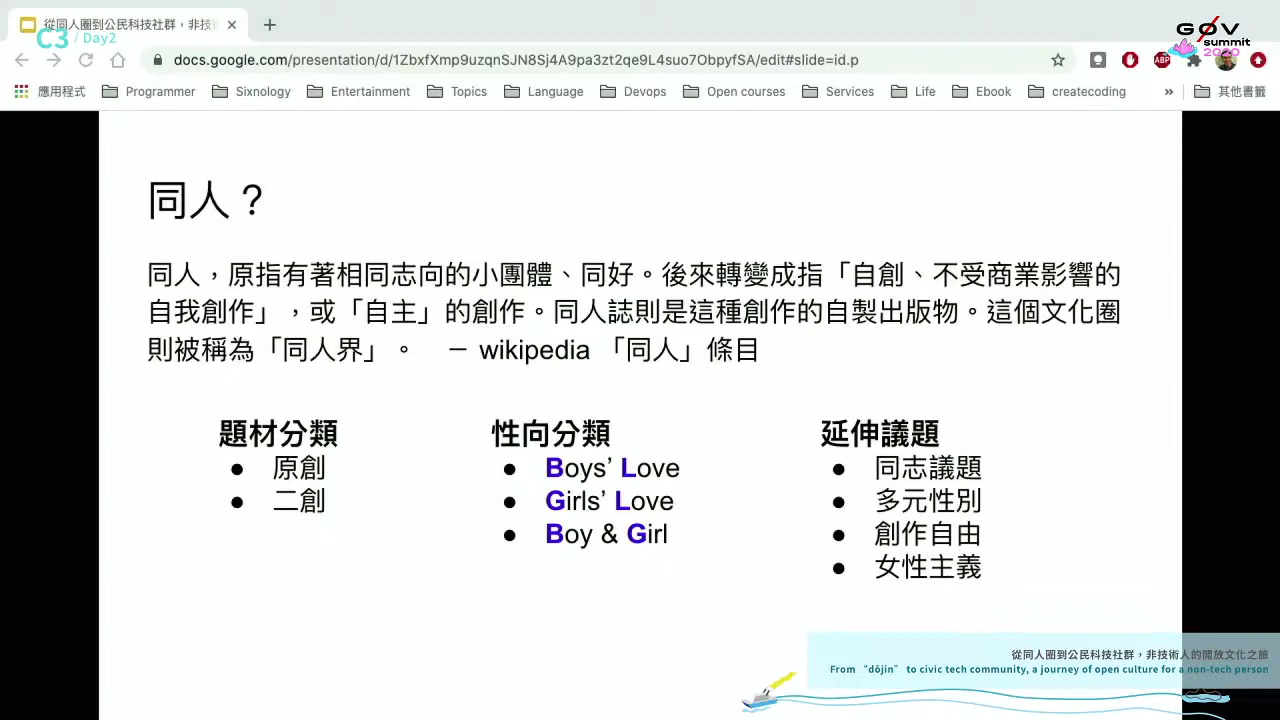 從同人圈到公民科技社群，非技
C3 / Day2
GØV
summit
2020
docs.google.com/presentation/d/1ZbxfXmp9uzqnSJN8Sj4A9pa3zt2qe9L4suo7ObpyfSA/edit#slide=id.p
ABP
應用程式 Programmer Sixnology Entertainment Topics Language Devops Open courses Services Life Ebook createcoding » 其他書籤
同人？
同人，原指有著相同志向的小團體、同好。後來轉變成指「自創、不受商業影響的
自我創作」，或「自主」的創作。同人誌則是這種創作的自製出版物。這個文化圈
則被稱為「同人界」。 － wikipedia 「同人」條目
題材分類
● 原創
● 二創
性向分類
● Boys’ Love
● Girls’ Love
● Boy & Girl
延伸議題
● 同志議題
● 多元性別
● 創作自由
● 女性主義
從同人圈到公民科技社群，非技術人的開放文化之旅
From “dōjin” to civic tech community, a journey of open culture for a non-tech person